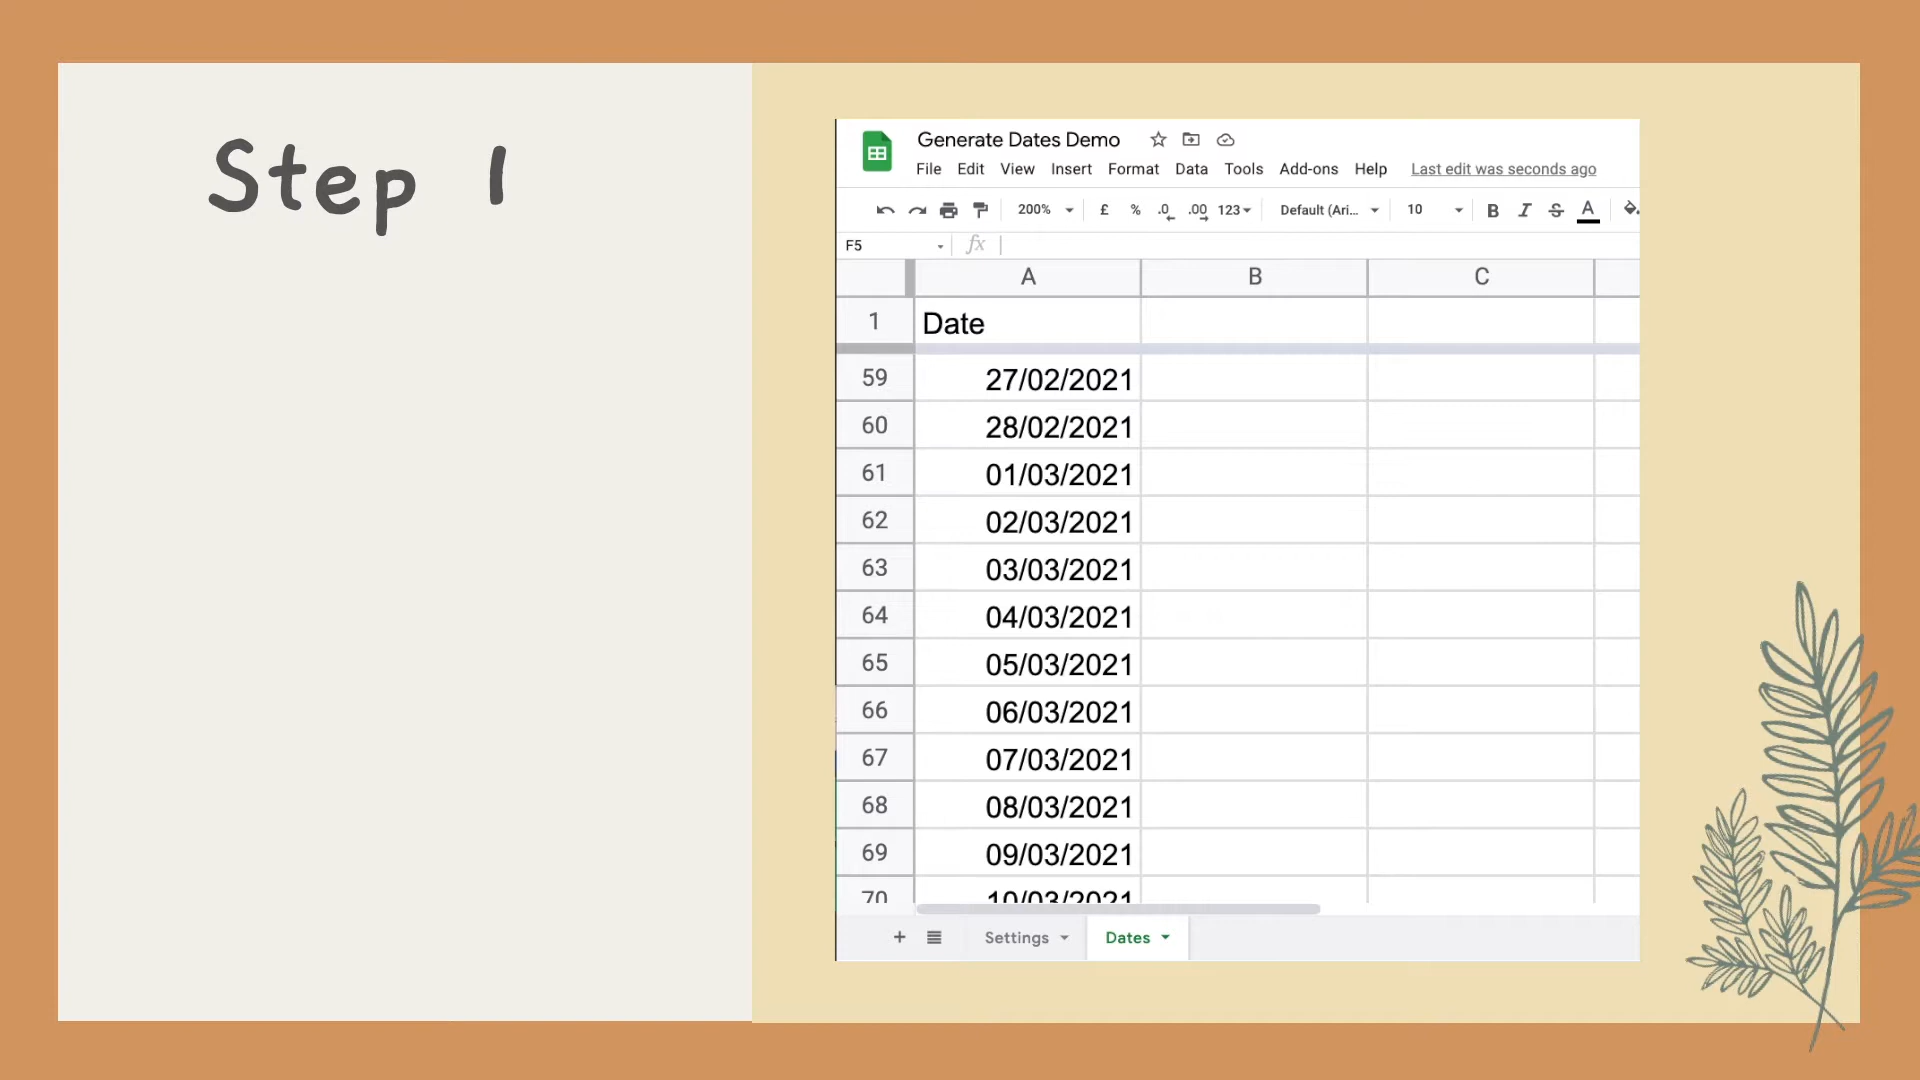 Step 1
Generate Dates Demo
File Edit View Insert Format Data Tools Add-ons Help Last edit was seconds ago
200% £ % .0 .00 123 Default (Ari... 10 B I S A
F5 fx
A B C
1 Date
59 27/02/2021
60 28/02/2021
61 01/03/2021
62 02/03/2021
63 03/03/2021
64 04/03/2021
65 05/03/2021
66 06/03/2021
67 07/03/2021
68 08/03/2021
69 09/03/2021
70 10/03/2021
+ Settings Dates